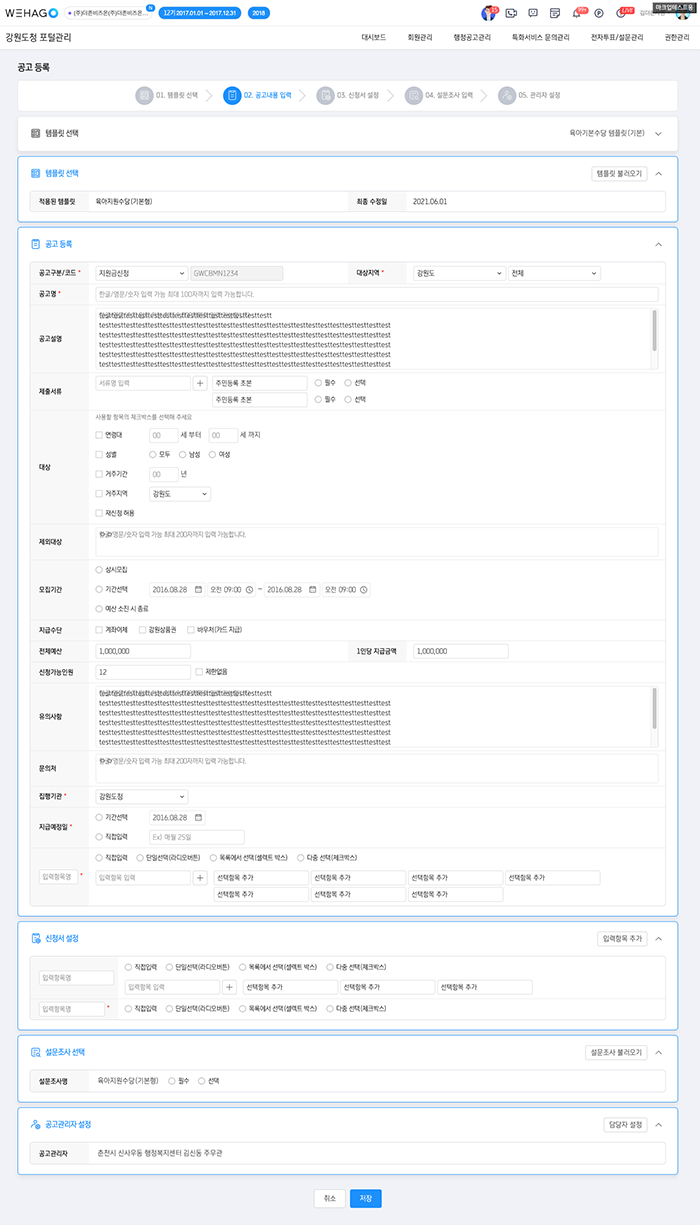 WEHAGO (주)더존비즈온(주)더존비즈온... N 12기 2017.01.01 ~ 2017.12.31 2018 35 99+ LIVE 마크업테스트용
강원도청 포털관리 대시보드 회원관리 행정공고관리 특화서비스 문의관리 전자투표/설문관리 권한관리
공고 등록
01. 템플릿 선택 02. 공고내용 입력 03. 신청서 설정 04. 설문조사 입력 05. 관리자 설정
템플릿 선택 육아기본수당 템플릿(기본)
템플릿 선택 템플릿 불러오기
적용된 템플릿 육아지원수당(기본형) 최종 수정일 2021.06.01
공고 등록
공고구분/코드 * 지원금신청 GWCBMN1234 대상지역 * 강원도 전체
공고명 * 한글/영문/숫자 입력 가능 최대 100자까지 입력 가능합니다.
공고설명
testtesttesttesttesttesttesttesttesttesttesttesttesttesttesttesttesttest
testtesttesttesttesttesttesttesttesttesttesttesttesttesttesttesttesttest
testtesttesttesttesttesttesttesttesttesttesttesttesttesttesttesttesttest
testtesttesttesttesttesttesttesttesttesttesttesttesttesttesttesttesttest
testtesttesttesttesttesttesttesttesttesttesttesttesttesttesttesttesttest
제출서류 서류명 입력 + 주민등록 초본 필수 선택
주민등록 초본 필수 선택
대상
사용할 항목의 체크박스를 선택해 주세요
연령대 00 세 부터 00 세 까지
성별 모두 남성 여성
거주기간 00 년
거주지역 강원도
재신청 허용
제외대상 영문/숫자 입력 가능 최대 200자까지 입력 가능합니다.
모집기간
상시모집
기간선택 2016.08.28 오전 09:00 ~ 2016.08.28 오전 09:00
예산 소진 시 종료
지급수단 계좌이체 강원상품권 바우처(카드 지급)
전체예산 1,000,000 1인당 지급금액 1,000,000
신청가능인원 12 제한없음
유의사항
testtesttesttesttesttesttesttesttesttesttesttesttesttesttesttesttesttest
testtesttesttesttesttesttesttesttesttesttesttesttesttesttesttesttesttest
testtesttesttesttesttesttesttesttesttesttesttesttesttesttesttesttesttest
testtesttesttesttesttesttesttesttesttesttesttesttesttesttesttesttesttest
testtesttesttesttesttesttesttesttesttesttesttesttesttesttesttesttesttest
문의처 영문/숫자 입력 가능 최대 200자까지 입력 가능합니다.
집행기관 * 강원도청
지급예정일 *
기간선택 2016.08.28
직접입력 Ex) 매월 25일
직접입력 단일선택(라디오버튼) 목록에서 선택(셀렉트 박스) 다중 선택(체크박스)
입력항목명 * 입력항목 입력 + 선택항목 추가 선택항목 추가 선택항목 추가 선택항목 추가
선택항목 추가 선택항목 추가 선택항목 추가
신청서 설정 입력항목 추가
입력항목명 직접입력 단일선택(라디오버튼) 목록에서 선택(셀렉트 박스) 다중 선택(체크박스)
입력항목 입력 + 선택항목 추가 선택항목 추가 선택항목 추가
입력항목명 * 직접입력 단일선택(라디오버튼) 목록에서 선택(셀렉트 박스) 다중 선택(체크박스)
설문조사 선택 설문조사 불러오기
설문조사명 육아지원수당(기본형) 필수 선택
공고관리자 설정 담당자 설정
공고관리자 춘천시 신사우동 행정복지센터 김신동 주무관
취소 저장